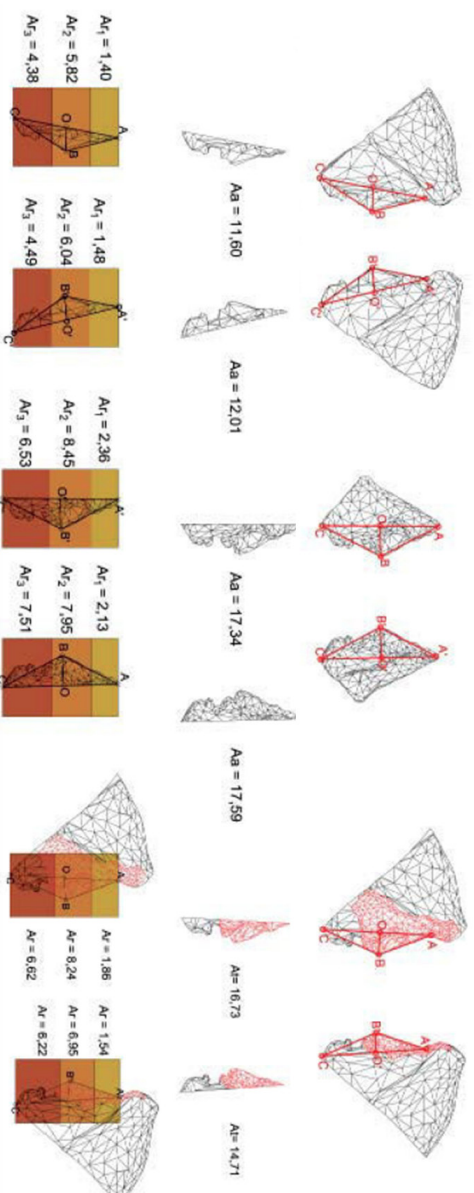 A A A A' A A
O B B' O' O B B' O B B' O'
C C' C C C C'
Aa = 11,60 Aa = 12,01 Aa = 17,34 Aa = 17,59 At= 16,73 At= 14,71
A A' A' A A
O B B' O' O B' B O O B B'
C C' C C
Ar1 = 1,40 Ar1 = 1,48 Ar1 = 2,36 Ar1 = 2,13 Ar = 1,86 Ar = 1,54
Ar2 = 5,82 Ar2 = 6,04 Ar2 = 8,45 Ar2 = 7,95 Ar = 8,24 Ar = 6,95
Ar3 = 4,38 Ar3 = 4,49 Ar3 = 6,53 Ar3 = 7,51 Ar = 6,62 Ar = 6,22